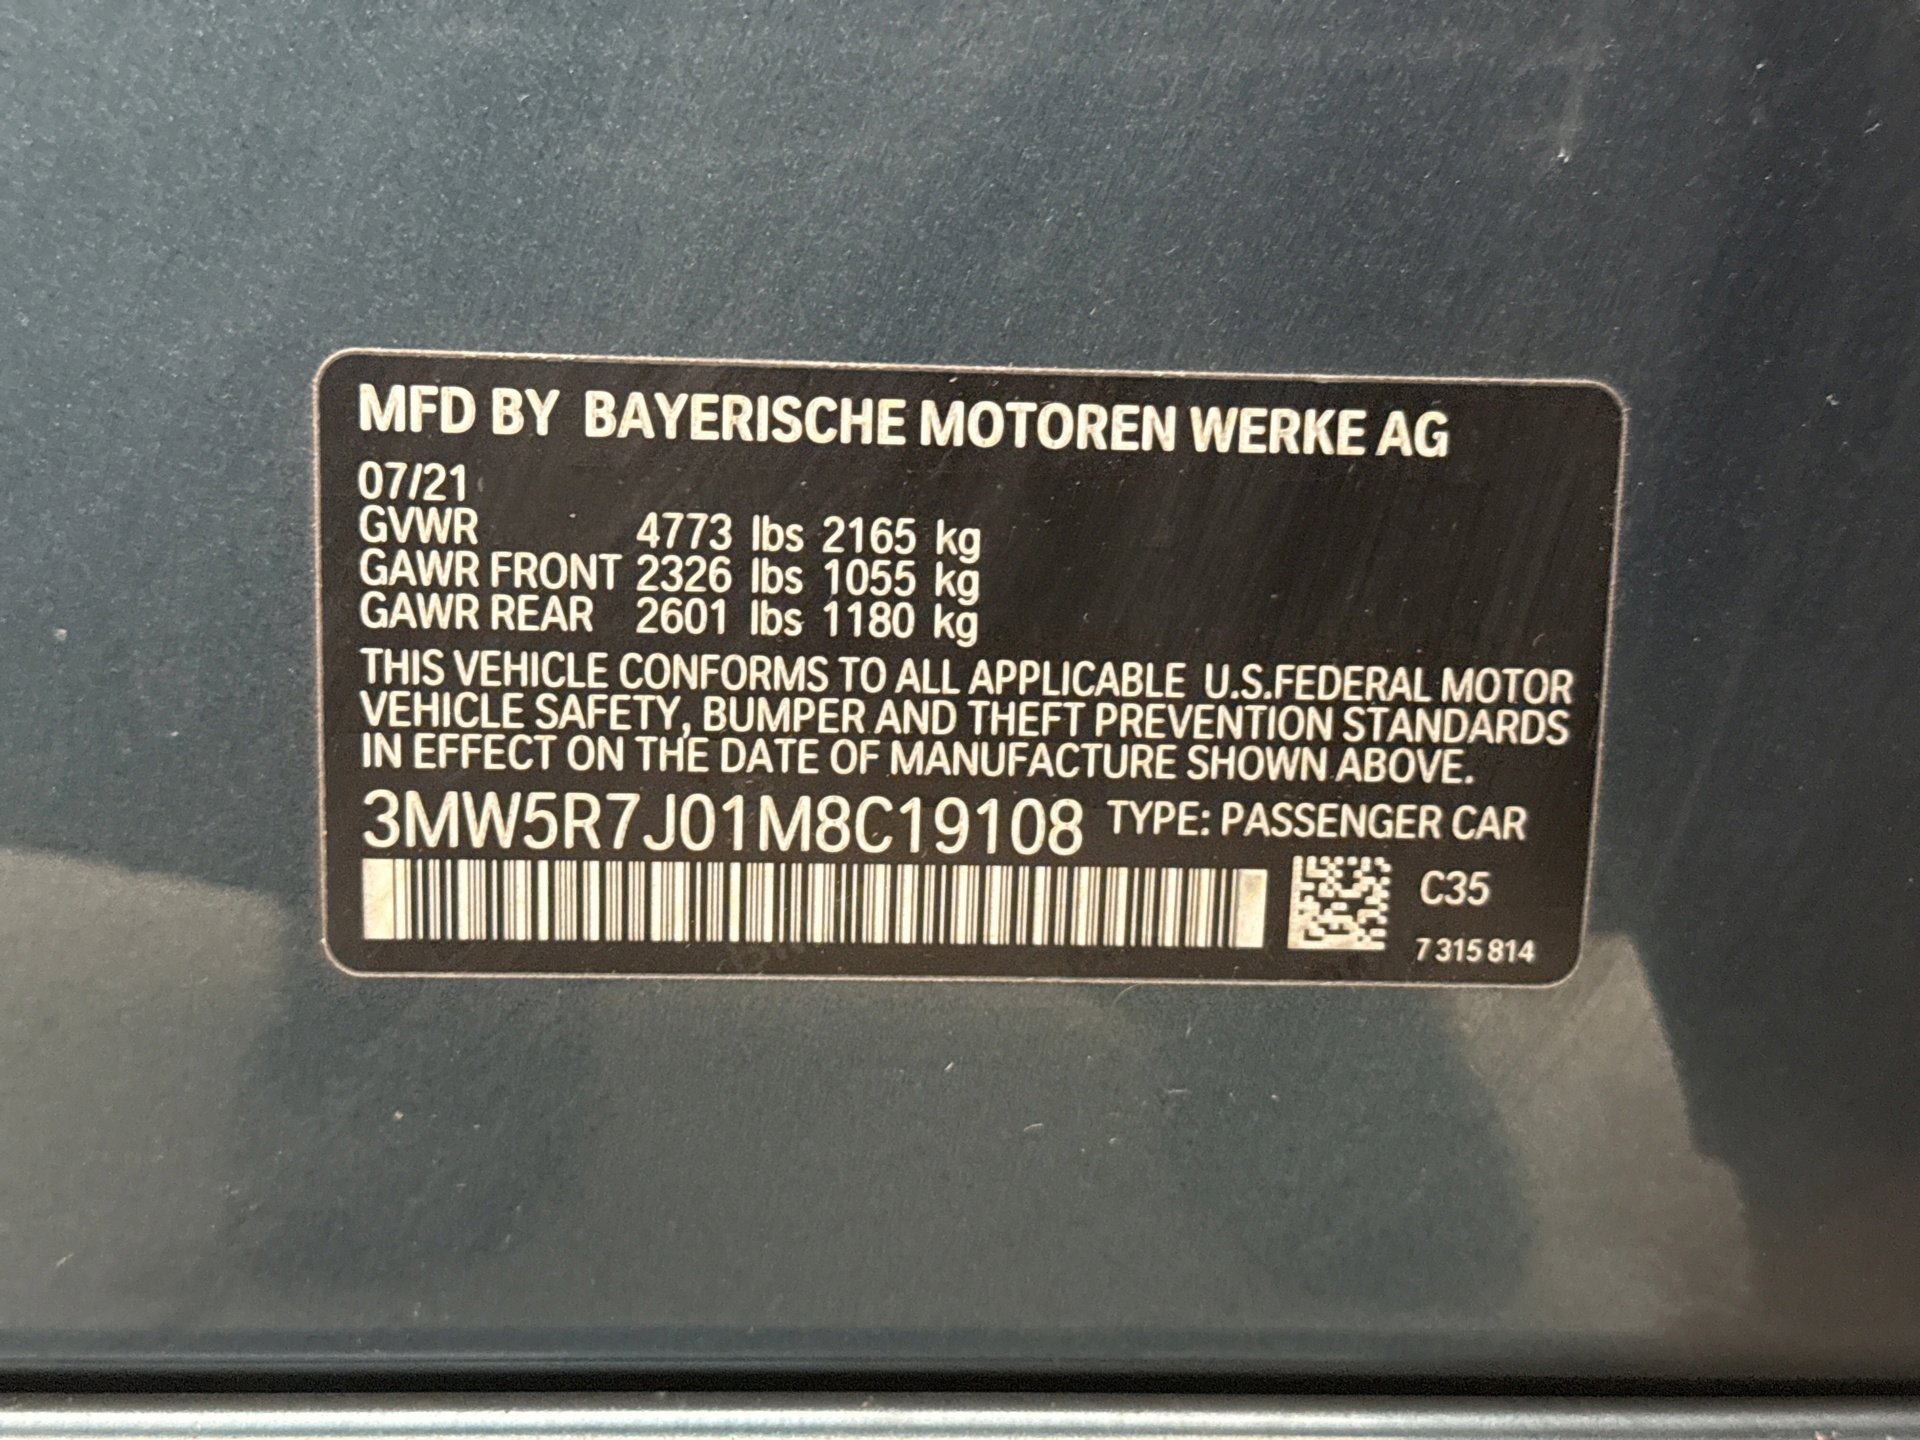 MFD BY BAYERISCHE MOTOREN WERKE AG
07/21
GVWR 4773 lbs 2165 kg
GAWR FRONT 2326 lbs 1055 kg
GAWR REAR 2601 lbs 1180 kg
THIS VEHICLE CONFORMS TO ALL APPLICABLE U.S.FEDERAL MOTOR
VEHICLE SAFETY, BUMPER AND THEFT PREVENTION STANDARDS
IN EFFECT ON THE DATE OF MANUFACTURE SHOWN ABOVE.
3MW5R7J01M8C19108 TYPE: PASSENGER CAR
C35
7 315 814